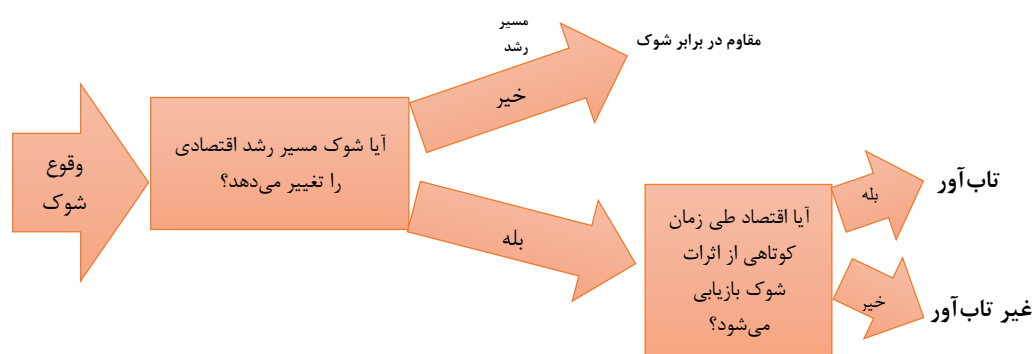 وقوع
شوک
آیا شوک مسیر رشد اقتصادی
را تغییر می‌دهد؟
خیر
مسیر
رشد
مقاوم در برابر شوک
بله
آیا اقتصاد طی زمان
کوتاهی از اثرات
شوک بازیابی
می‌شود؟
بله
تاب‌آور
خیر
غیر تاب‌آور